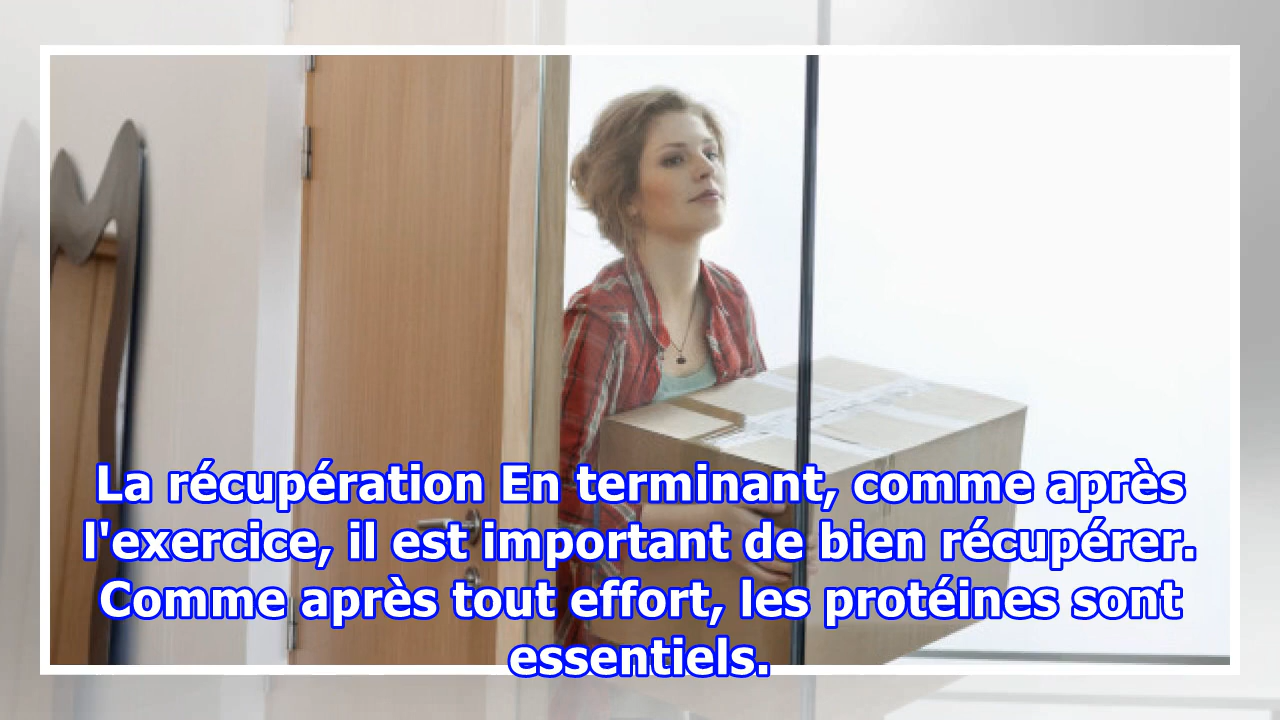 La récupération En terminant, comme après
l'exercice, il est important de bien récupérer.
Comme après tout effort, les protéines sont
essentiels.